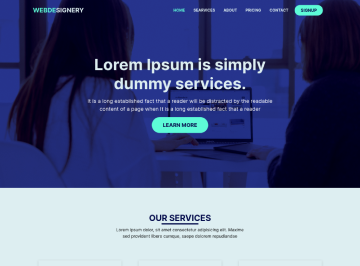 WEBDESIGNERY
HOME SEARVICES ABOUT PRICING CONTACT SIGNUP
Lorem Ipsum is simply
dummy services.
It is a long established fact that a reader will be distracted by the readable
content of a page when It is a long established fact that a reader
LEARN MORE
OUR SERVICES
Lorem ipsum dolor, sit amet consectetur adipisicing elit. Maxime
sed provident libero cumque, saepe dolorem repudiandae